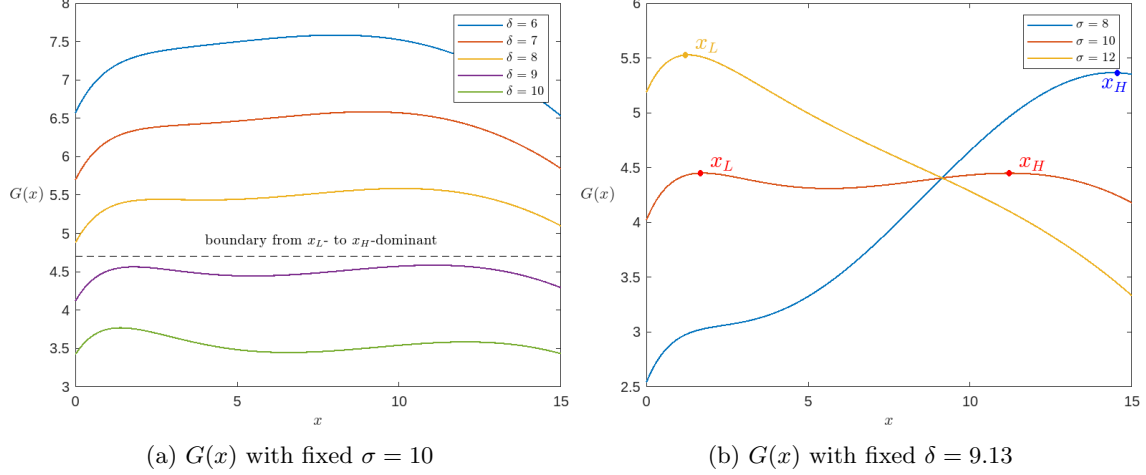 8
7.5
7
6.5
6
5.5
5
4.5
4
3.5
3
G(x)
0
5
10
15
x
δ = 6
δ = 7
δ = 8
δ = 9
δ = 10
boundary from x_L- to x_H-dominant
(a) G(x) with fixed σ = 10
6
5.5
5
4.5
4
3.5
3
2.5
G(x)
0
5
10
15
x
σ = 8
σ = 10
σ = 12
x_L
x_H
x_L
x_H
(b) G(x) with fixed δ = 9.13